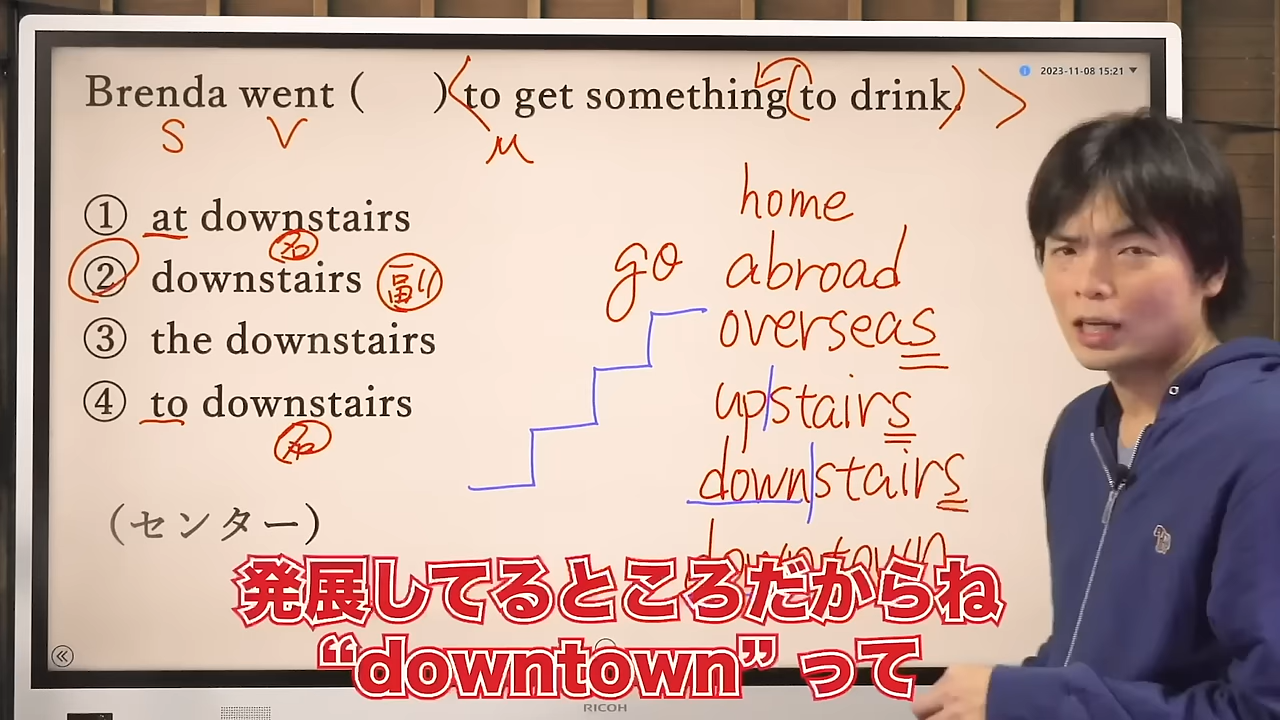 Brenda went (      ) <to get something (to drink).>
S V M
2023-11-08 15:21
① at downstairs
名
② downstairs 副
③ the downstairs
④ to downstairs
名
(センター)
go
home
abroad
overseas
upstairs
downstairs
downtown
発展してるところだからね
“downtown”って
RICOH